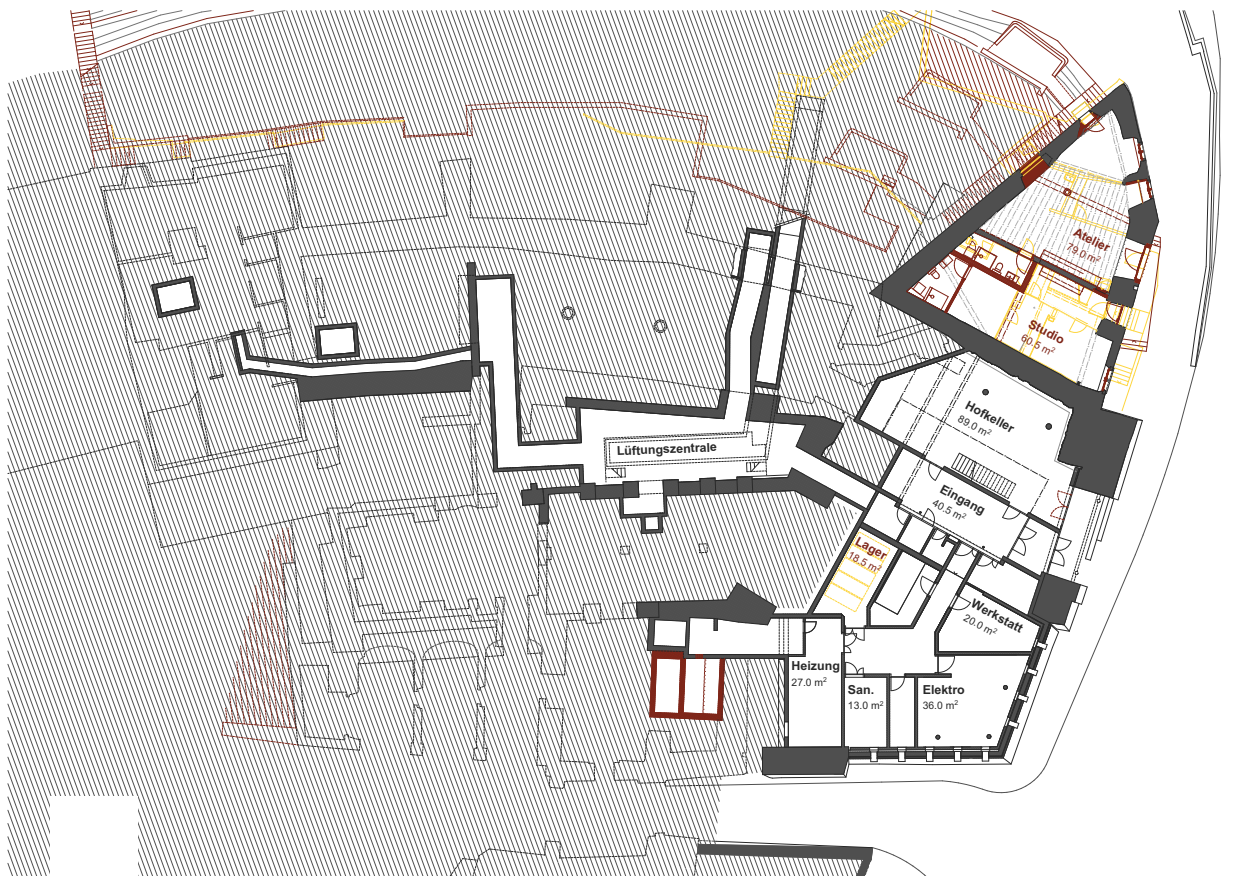 Atelier
79.0 m²
Studio
60.5 m²
Hofkeller
89.0 m²
Lüftungszentrale
Eingang
40.5 m²
Lager
18.5 m²
Werkstatt
20.0 m²
Heizung
27.0 m²
San.
13.0 m²
Elektro
36.0 m²